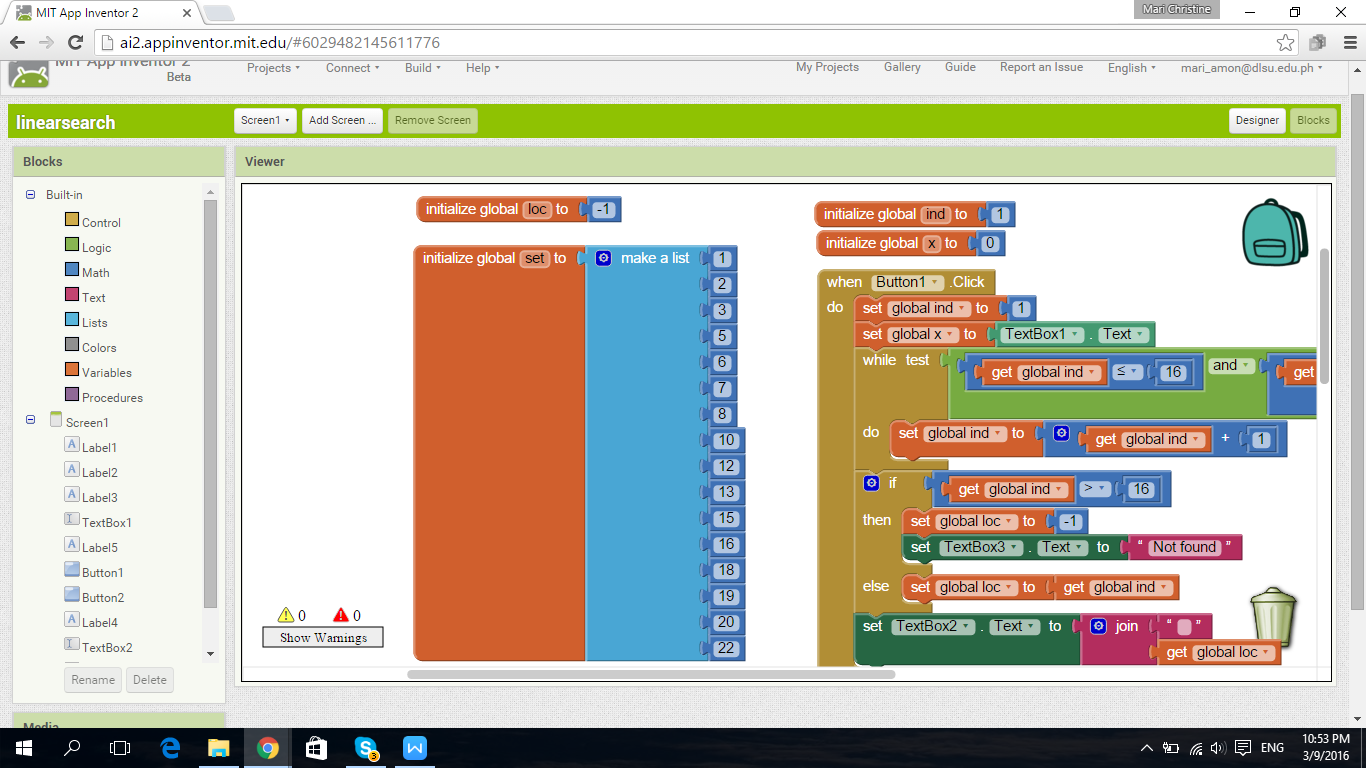 MIT App Inventor 2
Mari Christine
ai2.appinventor.mit.edu/#6029482145611776
MIT App Inventor 2
Beta
Projects Connect Build Help My Projects Gallery Guide Report an Issue English mari_amon@dlsu.edu.ph
linearsearch Screen1 Add Screen ... Remove Screen Designer Blocks
Blocks
Built-in
Control
Logic
Math
Text
Lists
Colors
Variables
Procedures
Screen1
Label1
Label2
Label3
TextBox1
Label5
Button1
Button2
Label4
TextBox2
Rename Delete
Media
Viewer
initialize global loc to -1
initialize global set to make a list 1
2
3
5
6
7
8
10
12
13
15
16
18
19
20
22
0 0
Show Warnings
initialize global ind to 1
initialize global x to 0
when Button1 .Click
do set global ind to 1
set global x to TextBox1 . Text
while test get global ind ≤ 16 and get
do set global ind to get global ind + 1
if get global ind > 16
then set global loc to -1
set TextBox3 . Text to “ Not found ”
else set global loc to get global ind
set TextBox2 . Text to join “ ”
get global loc
3
W
ENG
10:53 PM
3/9/2016